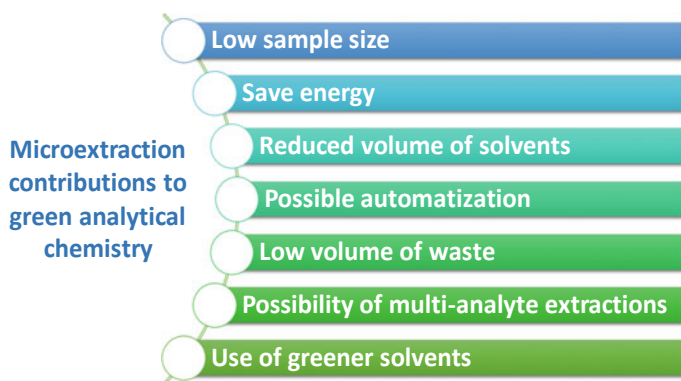 Low sample size
Save energy
Reduced volume of solvents
Microextraction
contributions to
green analytical
chemistry
Possible automatization
Low volume of waste
Possibility of multi-analyte extractions
Use of greener solvents